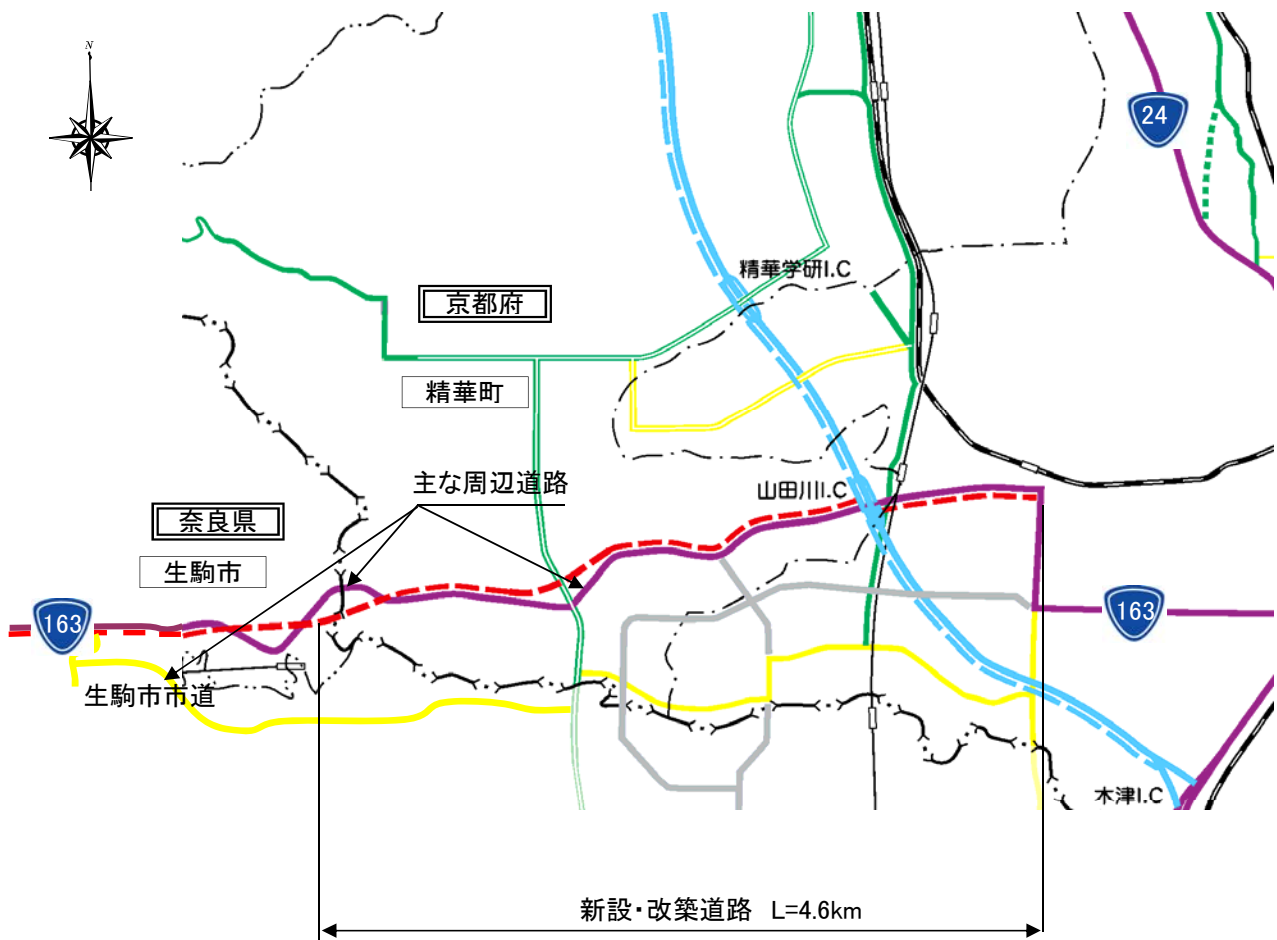 N
24
精華学研I.C
京都府
精華町
主な周辺道路
山田川I.C
奈良県
生駒市
163
163
生駒市市道
木津I.C
新設・改築道路 L=4.6km